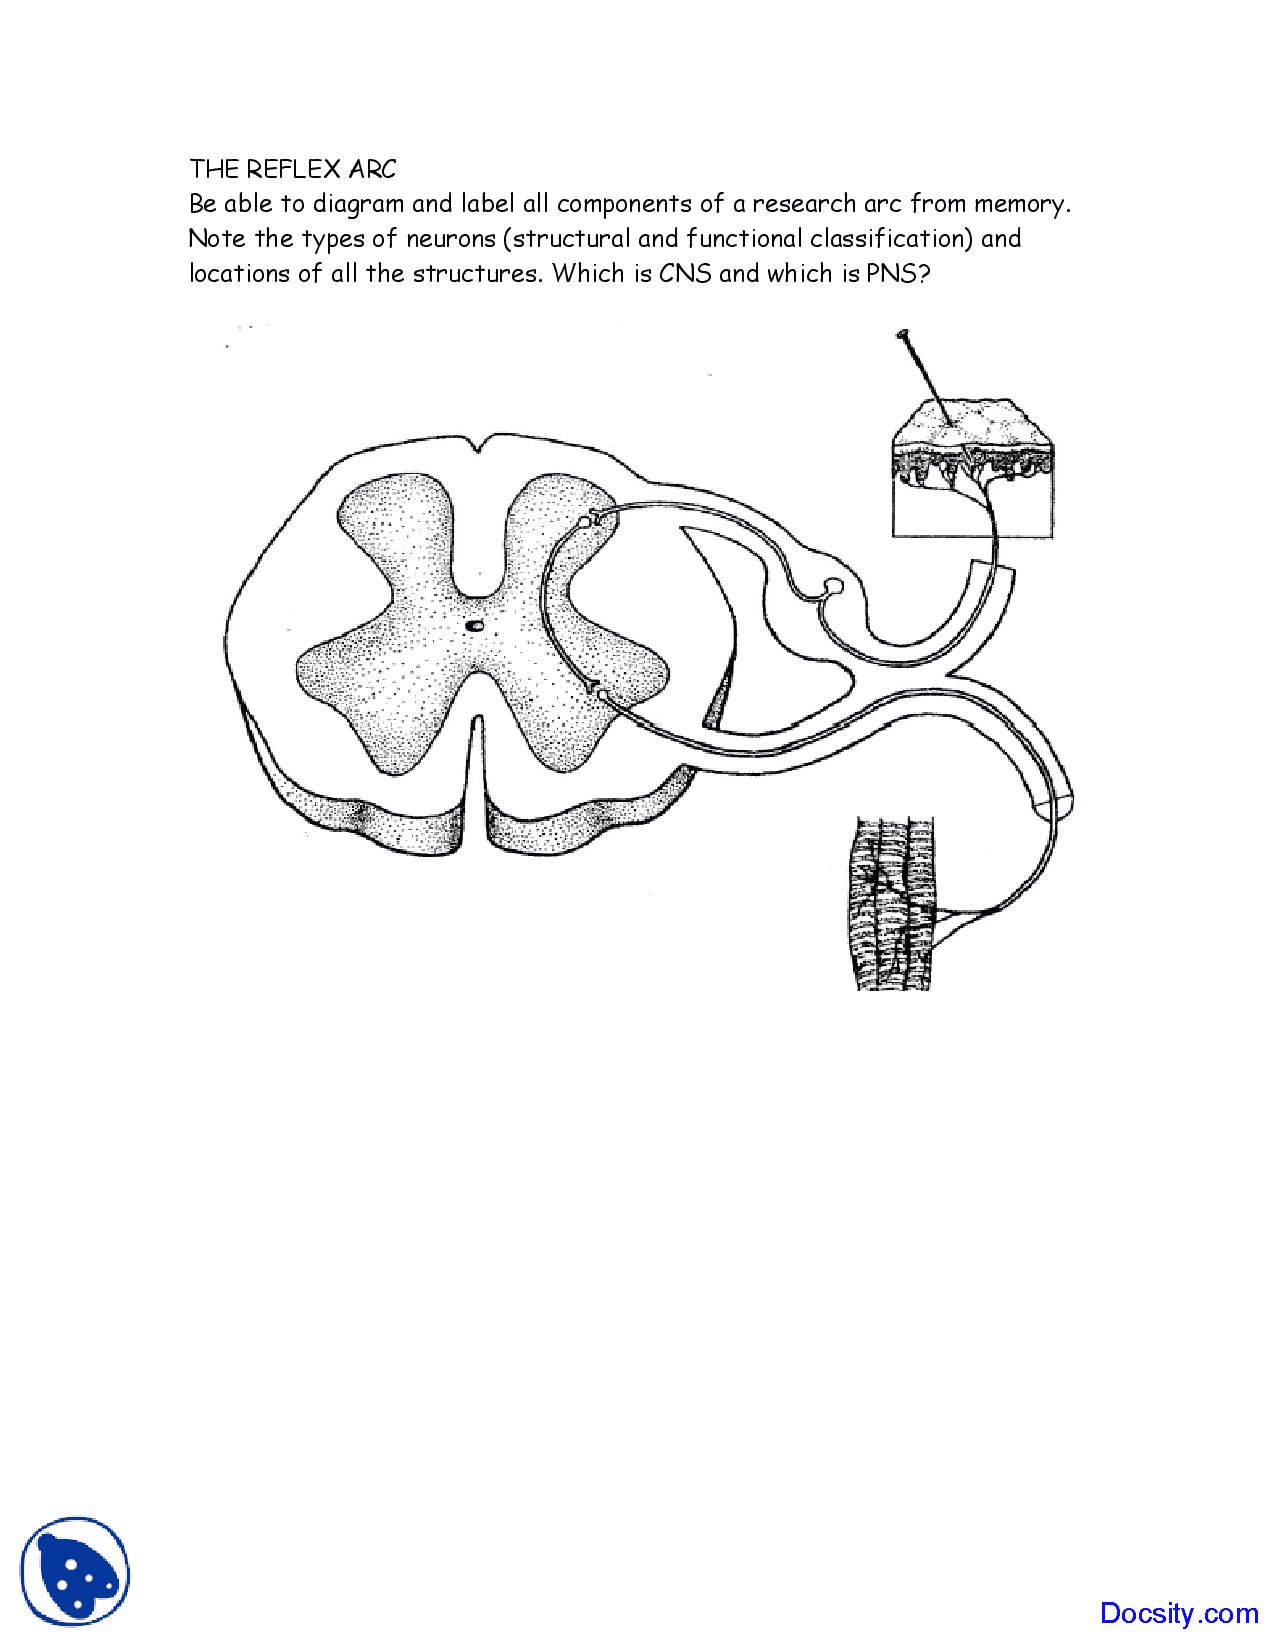 THE REFLEX ARC
Be able to diagram and label all components of a research arc from memory.
Note the types of neurons (structural and functional classification) and
locations of all the structures. Which is CNS and which is PNS?
Docsity.com